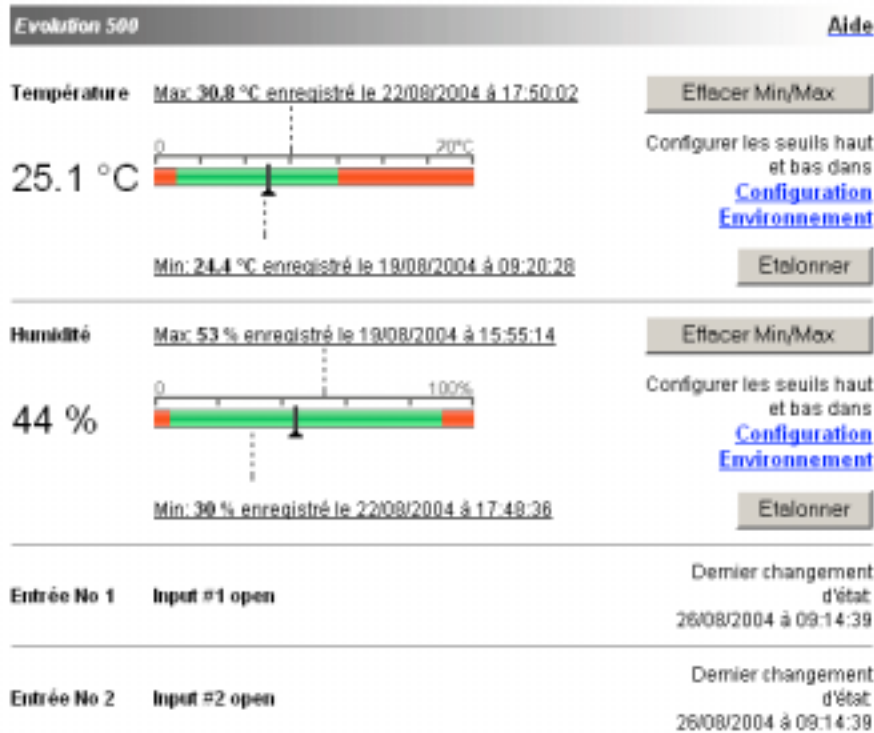 Evolution 500 Aide
Température Max: 30.8 °C enregistré le 22/08/2004 à 17:50:02 Effacer Min/Max
0 20°C
Configurer les seuils haut
et bas dans
25.1 °C
Configuration
Environnement
Min: 24.4 °C enregistré le 19/08/2004 à 09:20:28 Etalonner
Humidité Max: 53 % enregistré le 19/08/2004 à 15:55:14 Effacer Min/Max
0 100%
Configurer les seuils haut
et bas dans
44 %
Configuration
Environnement
Min: 30 % enregistré le 22/08/2004 à 17:48:36 Etalonner
Dernier changement
Entrée No 1 Input #1 open d'état:
26/08/2004 à 09:14:39
Dernier changement
Entrée No 2 Input #2 open d'état:
26/08/2004 à 09:14:39